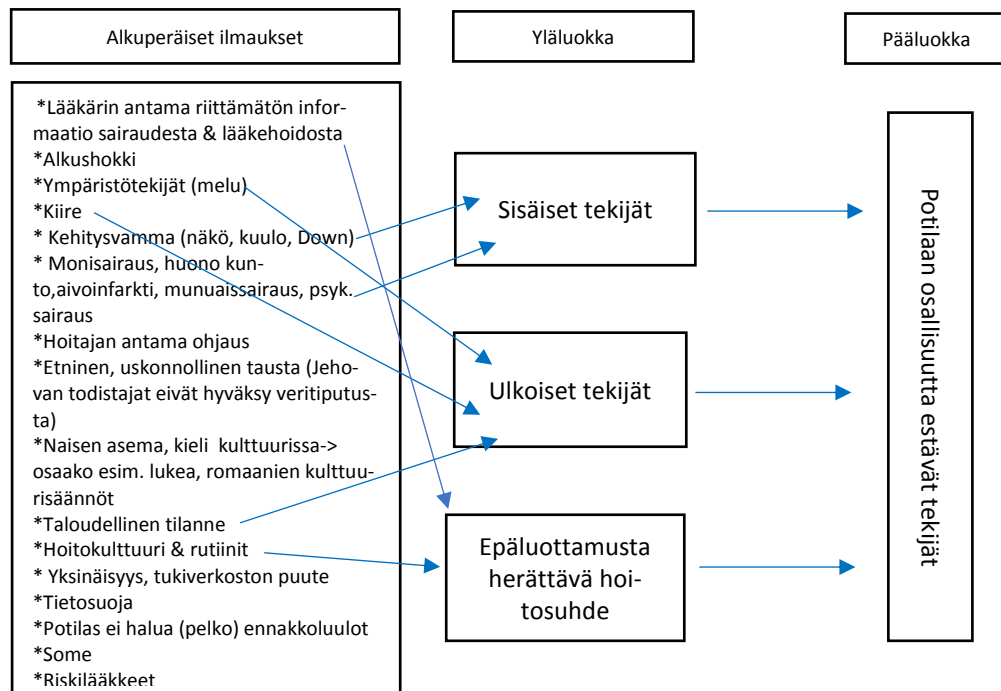 Alkuperäiset ilmaukset
Yläluokka
Pääluokka
*Lääkärin antama riittämätön infor-
maatio sairaudesta & lääkehoidosta
*Alkushokki
*Ympäristötekijät (melu)
*Kiire
* Kehitysvamma (näkö, kuulo, Down)
* Monisairaus, huono kun-
to,aivoinfarkti, munuaissairaus, psyk.
sairaus
*Hoitajan antama ohjaus
*Etninen, uskonnollinen tausta (Jeho-
van todistajat eivät hyväksy veritiputus-
ta)
*Naisen asema, kieli kulttuurissa->
osaako esim. lukea, romaanien kulttuu-
risäännöt
*Taloudellinen tilanne
*Hoitokulttuuri & rutiinit
* Yksinäisyys, tukiverkoston puute
*Tietosuoja
*Potilas ei halua (pelko) ennakkoluulot
*Some
*Riskilääkkeet
Sisäiset tekijät
Ulkoiset tekijät
Epäluottamusta
herättävä hoi-
tosuhde
Potilaan osallisuutta estävät tekijät